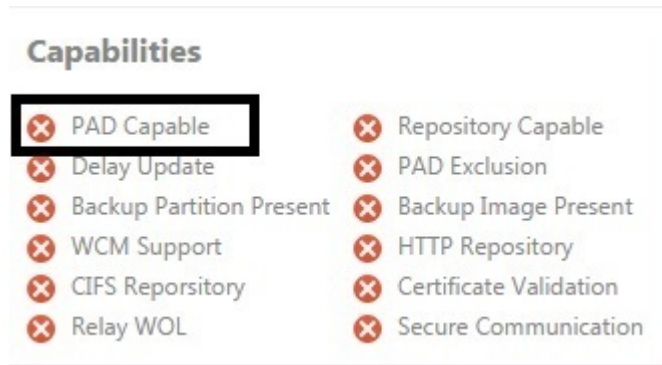 Capabilities
PAD Capable
Repository Capable
Delay Update
PAD Exclusion
Backup Partition Present
Backup Image Present
WCM Support
HTTP Repository
CIFS Reporsitory
Certificate Validation
Relay WOL
Secure Communication